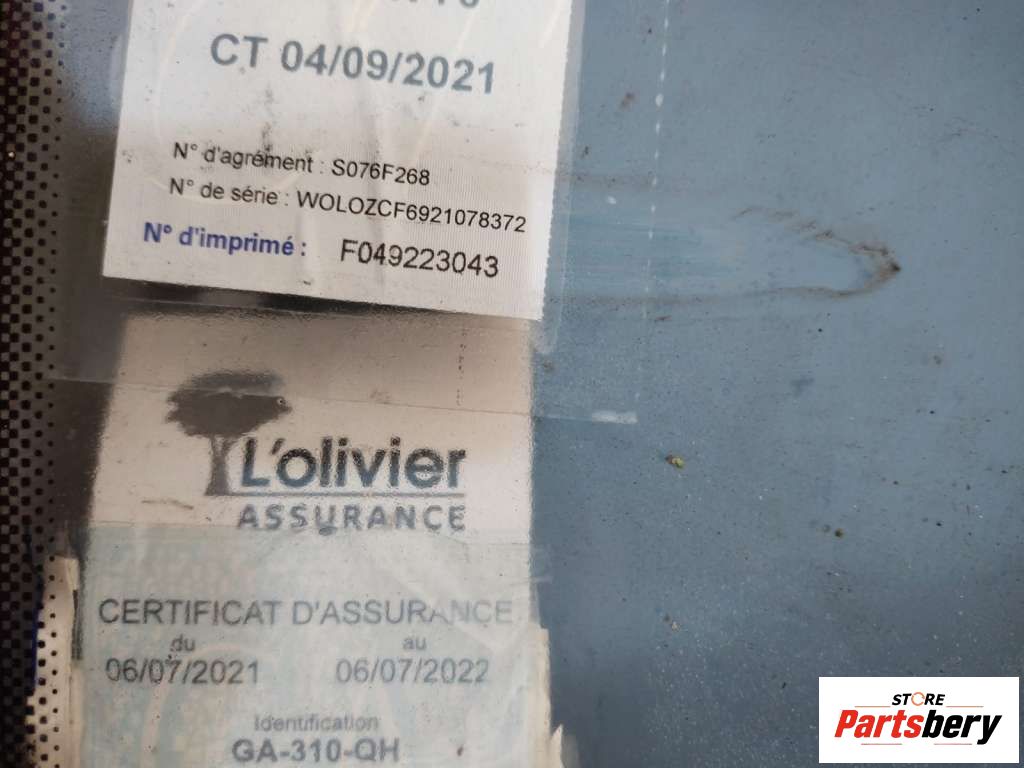 CT 04/09/2021
N° d'agrément : S076F268
N° de série : WOLOZCF6921078372
N° d'imprimé : F049223043
L'olivier
ASSURANCE
CERTIFICAT D'ASSURANCE
du au
06/07/2021 06/07/2022
Identification
GA-310-QH
STORE
Partsbery